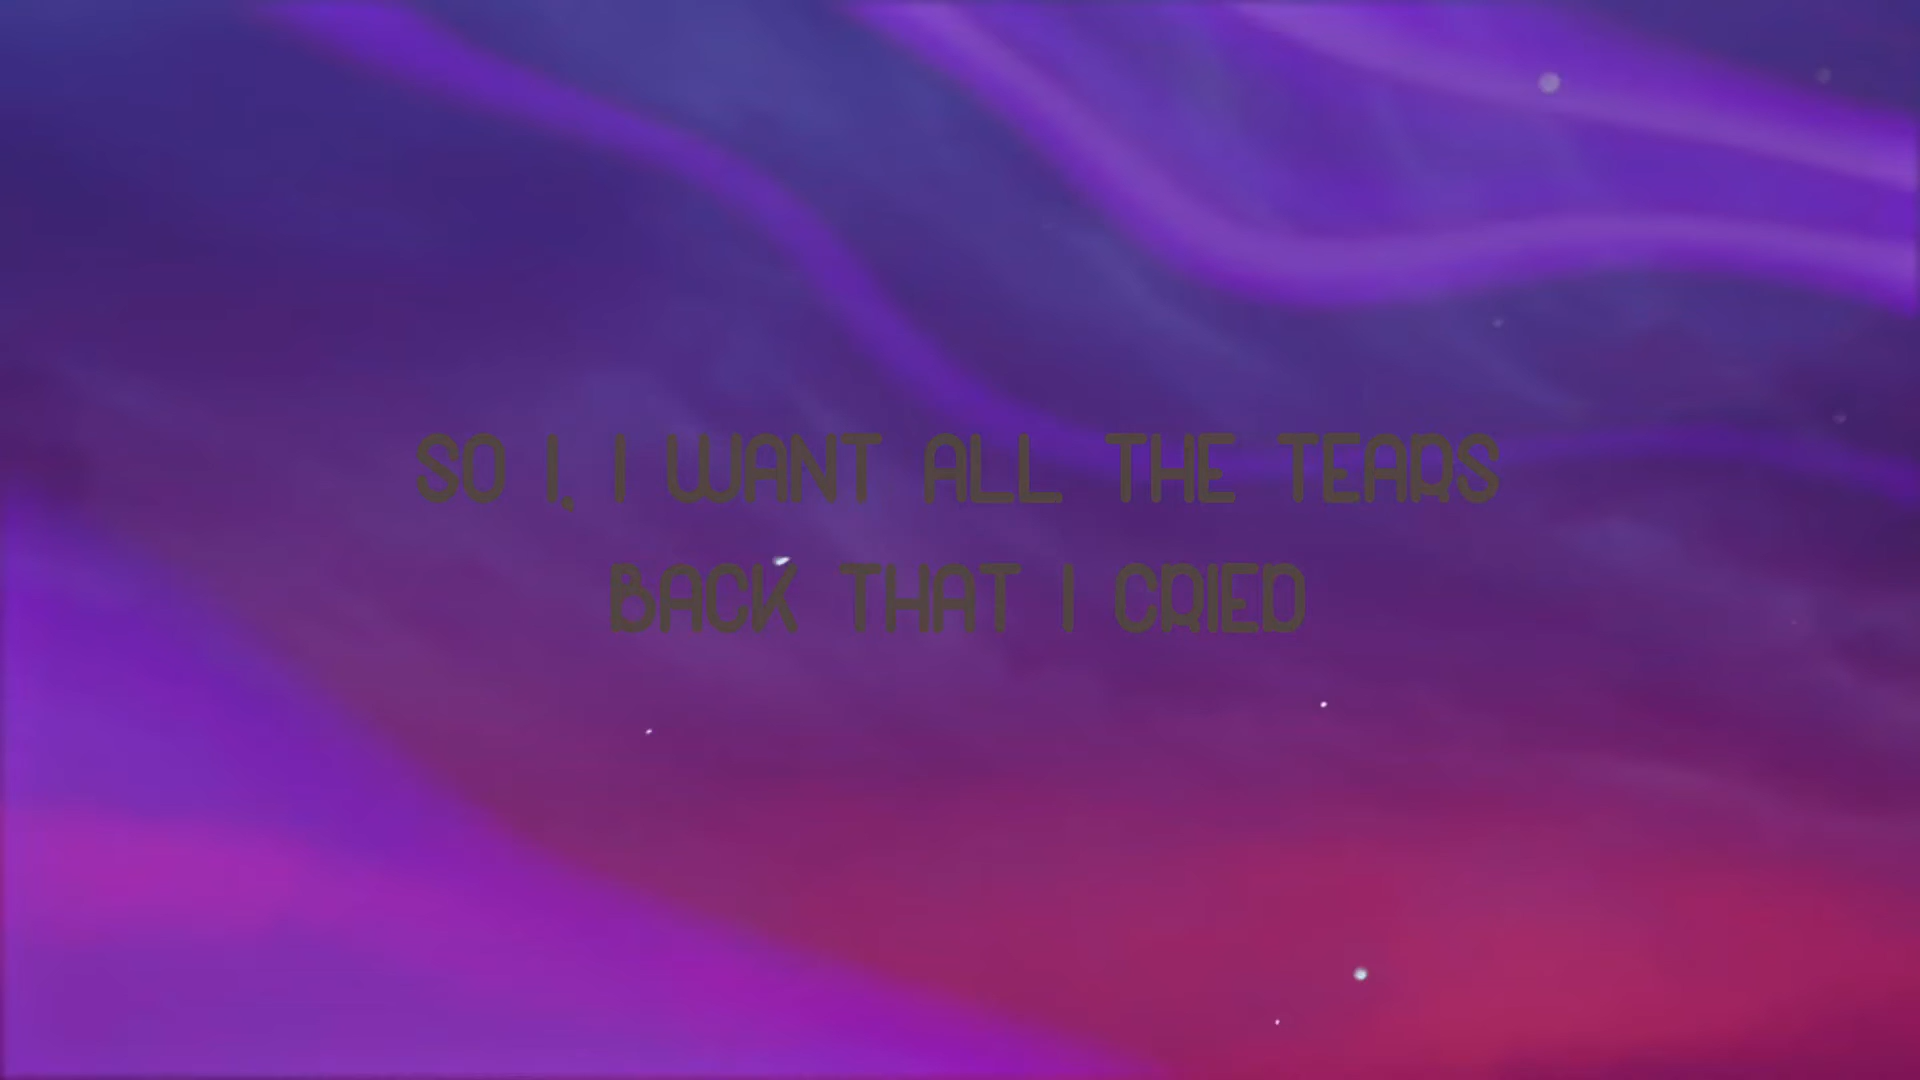 SO I, I WANT ALL THE TEARS
BACK THAT I CRIED